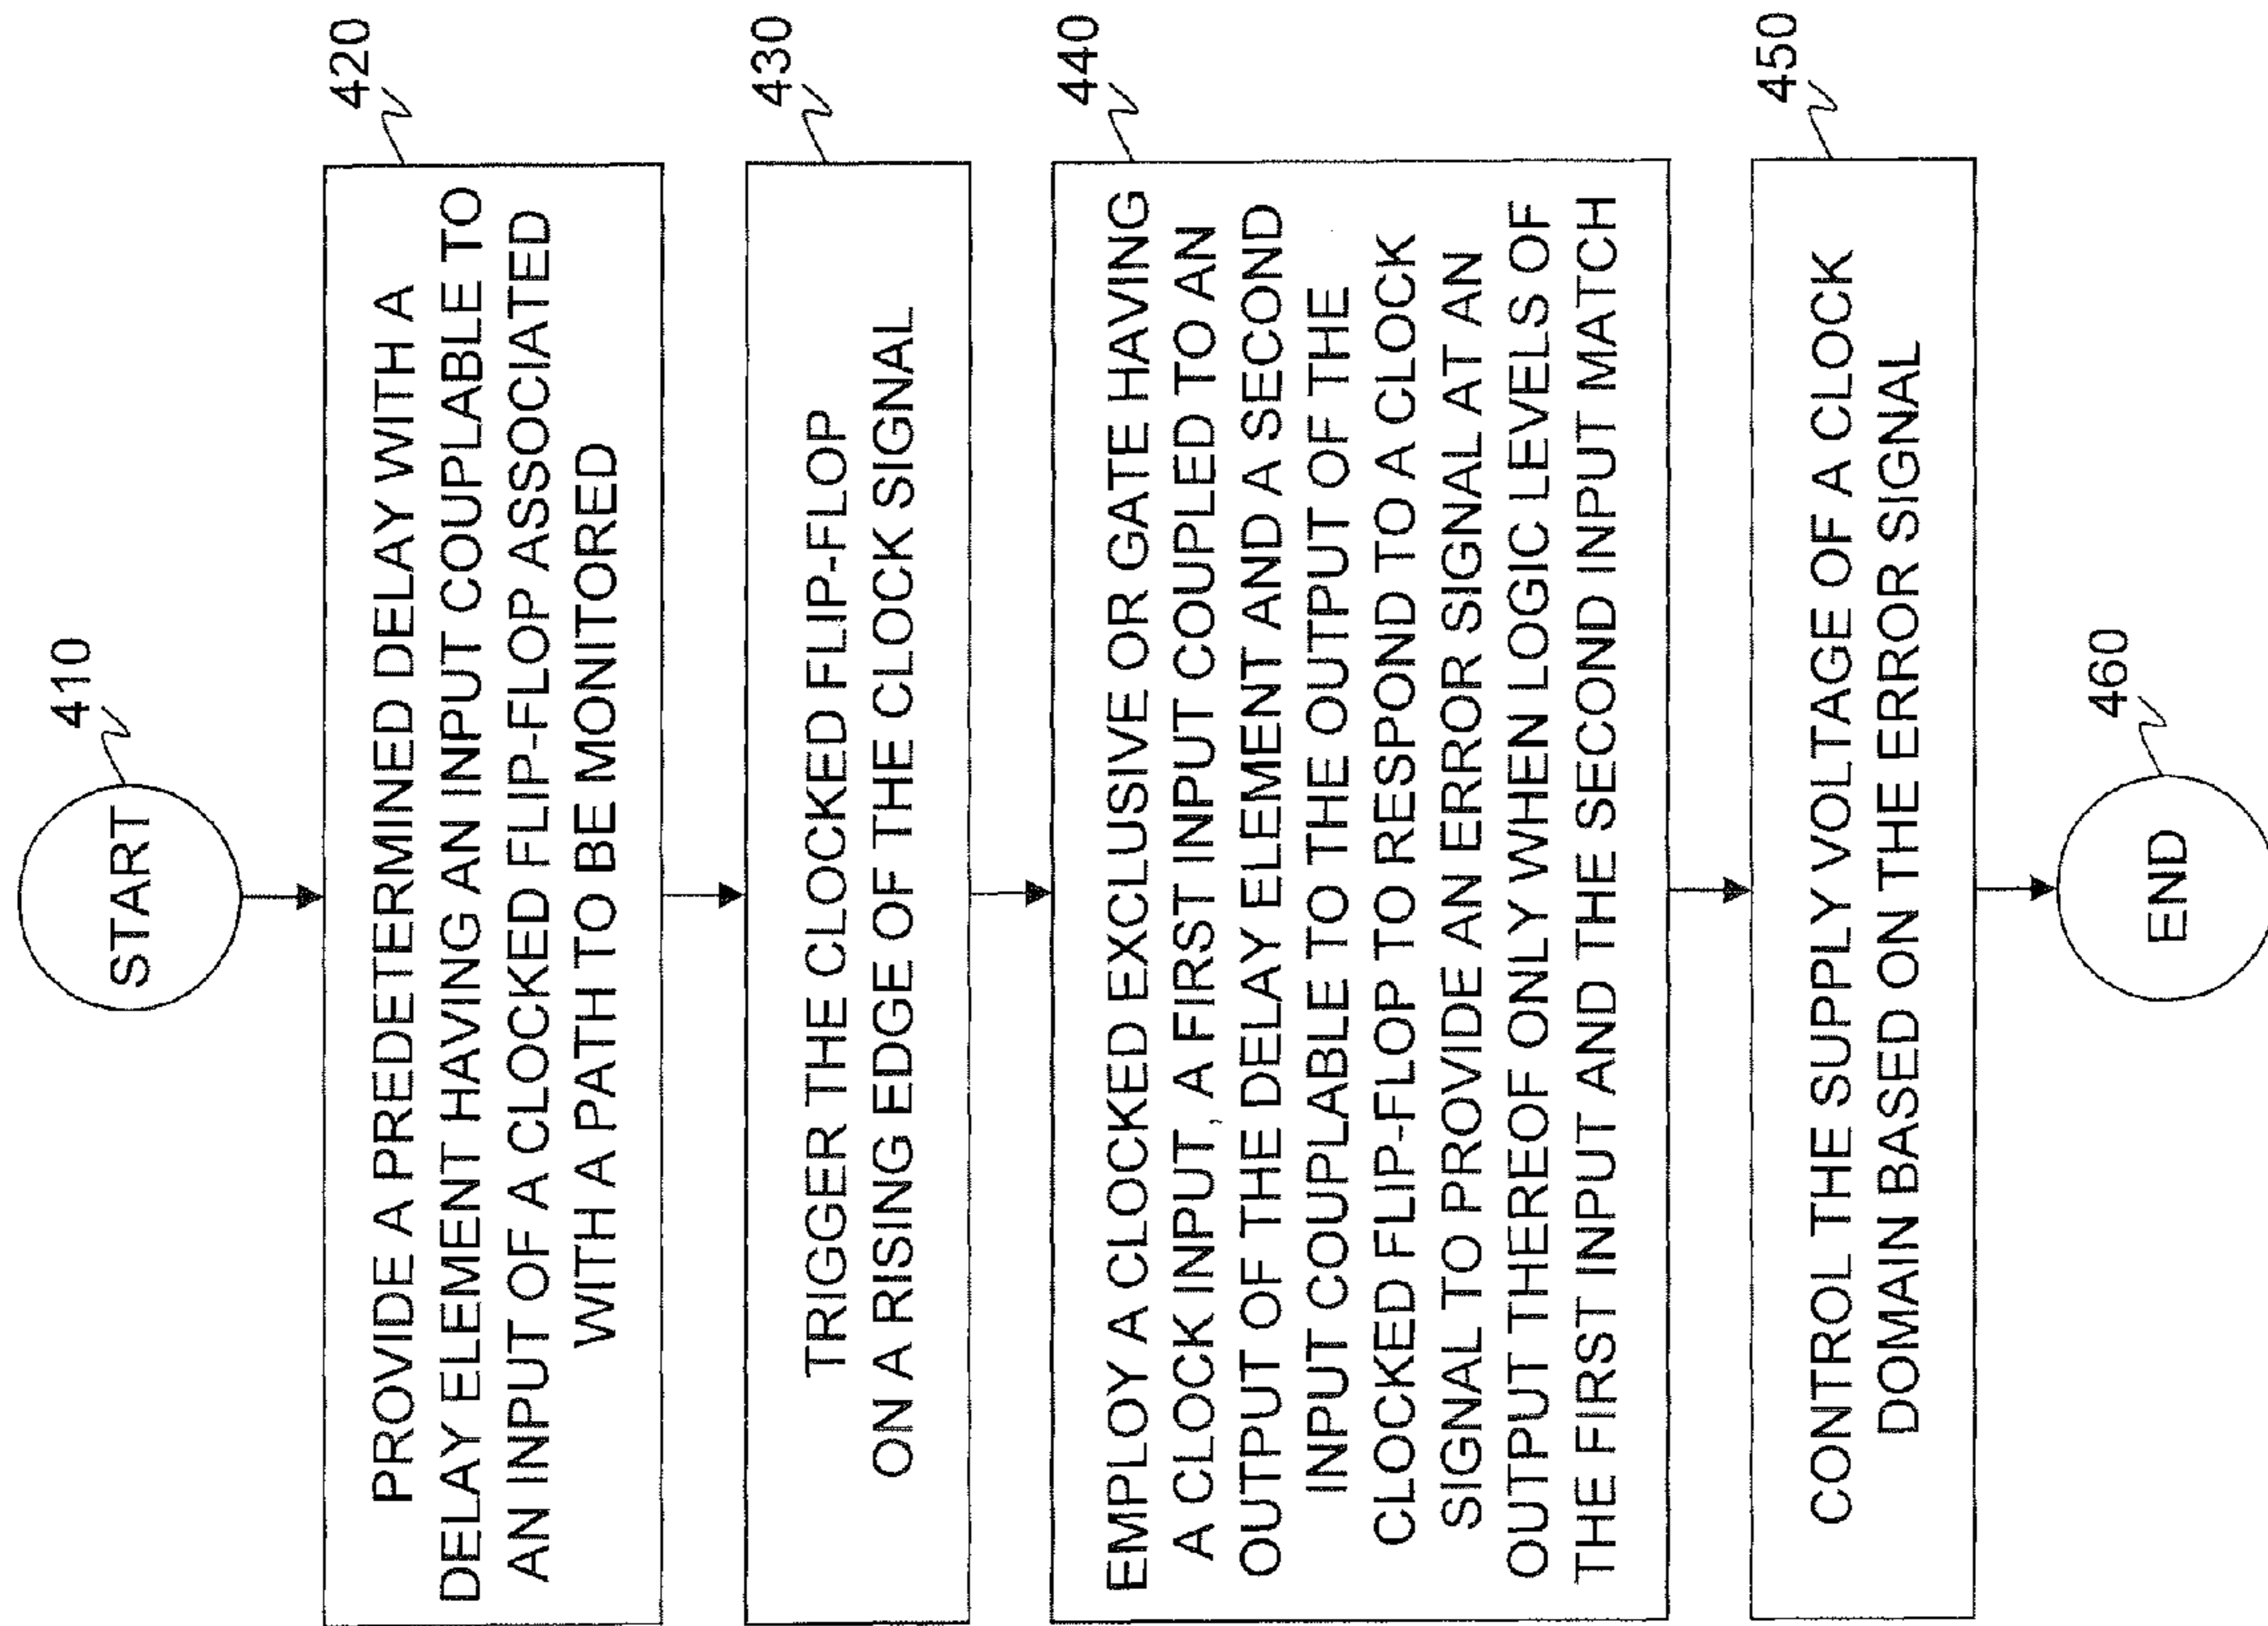 410
START
420
PROVIDE A PREDETERMINED DELAY WITH A
DELAY ELEMENT HAVING AN INPUT COUPLABLE TO
AN INPUT OF A CLOCKED FLIP-FLOP ASSOCIATED
WITH A PATH TO BE MONITORED
430
TRIGGER THE CLOCKED FLIP-FLOP
ON A RISING EDGE OF THE CLOCK SIGNAL
440
EMPLOY A CLOCKED EXCLUSIVE OR GATE HAVING
A CLOCK INPUT, A FIRST INPUT COUPLED TO AN
OUTPUT OF THE DELAY ELEMENT AND A SECOND
INPUT COUPLABLE TO THE OUTPUT OF THE
CLOCKED FLIP-FLOP TO RESPOND TO A CLOCK
SIGNAL TO PROVIDE AN ERROR SIGNAL AT AN
OUTPUT THEREOF ONLY WHEN LOGIC LEVELS OF
THE FIRST INPUT AND THE SECOND INPUT MATCH
450
CONTROL THE SUPPLY VOLTAGE OF A CLOCK
DOMAIN BASED ON THE ERROR SIGNAL
460
END